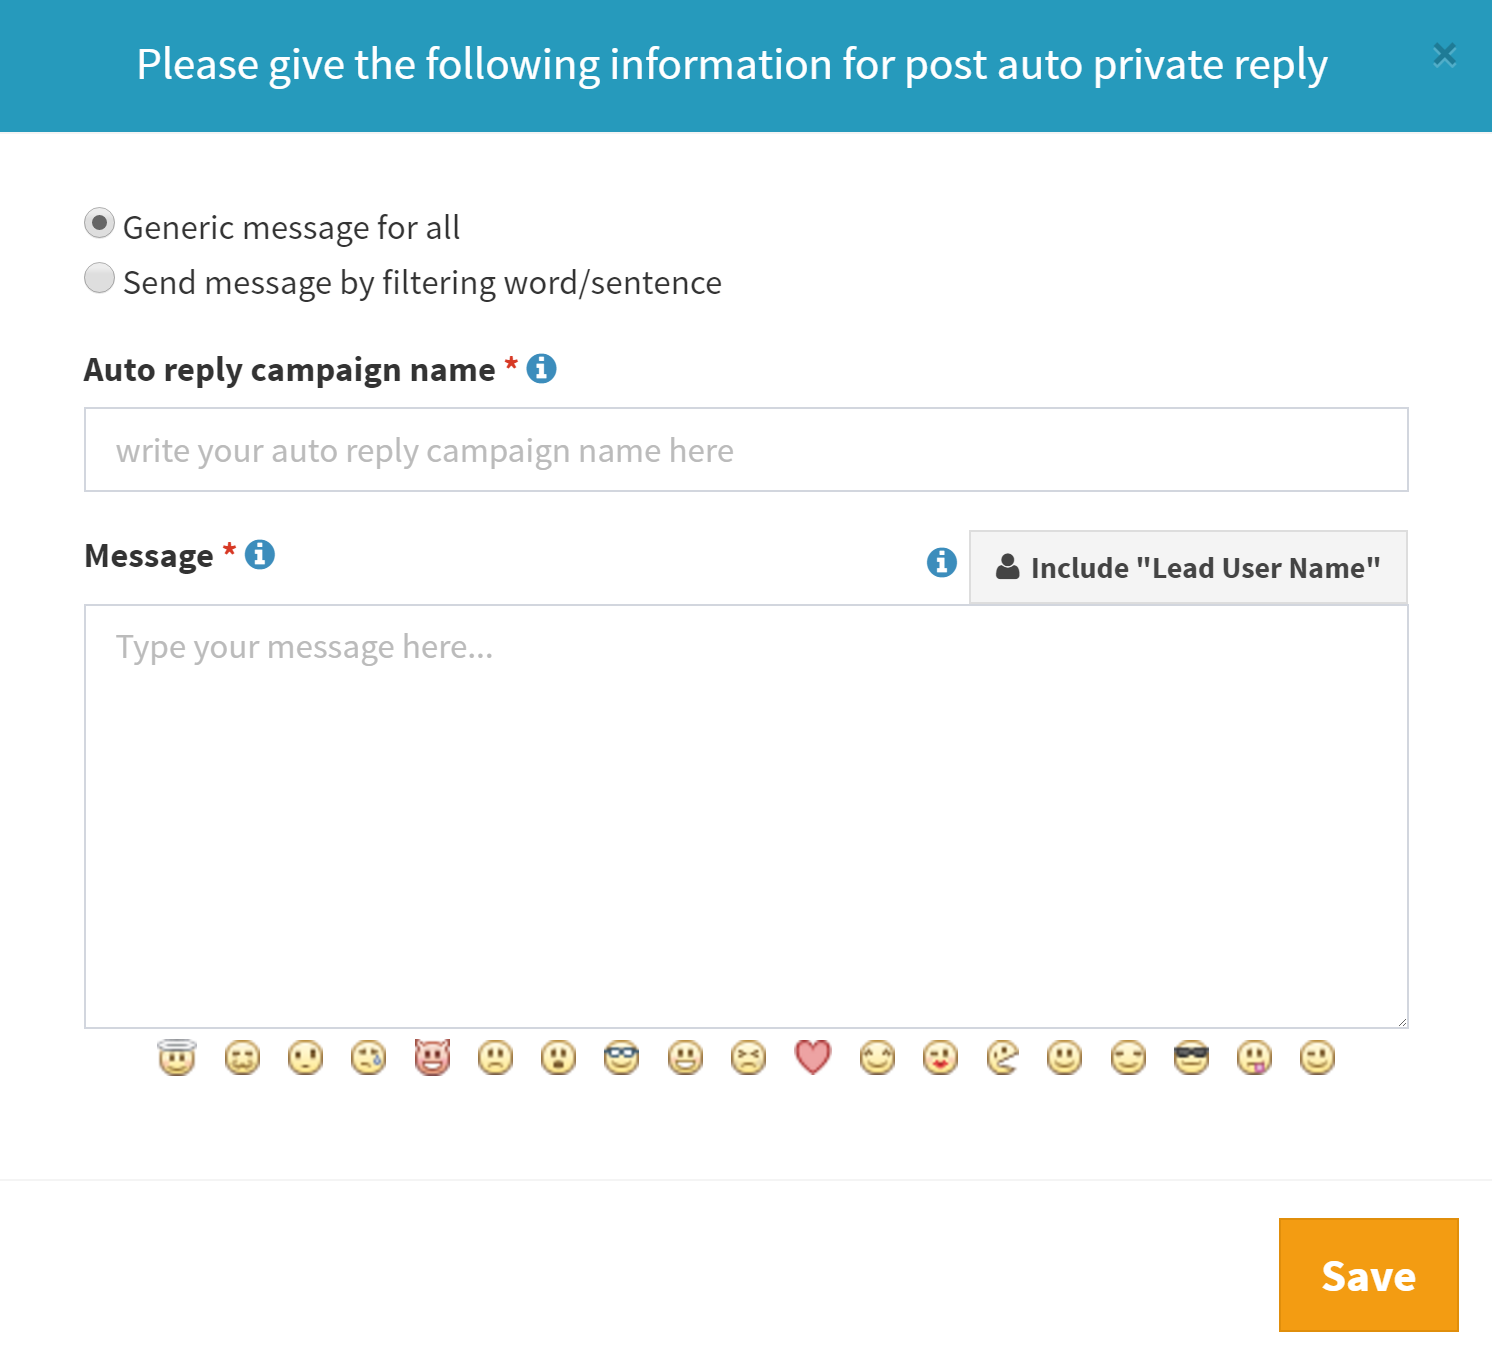 Please give the following information for post auto private reply
×
Generic message for all
Send message by filtering word/sentence
Auto reply campaign name *
write your auto reply campaign name here
Message *
Include "Lead User Name"
Type your message here...
Save